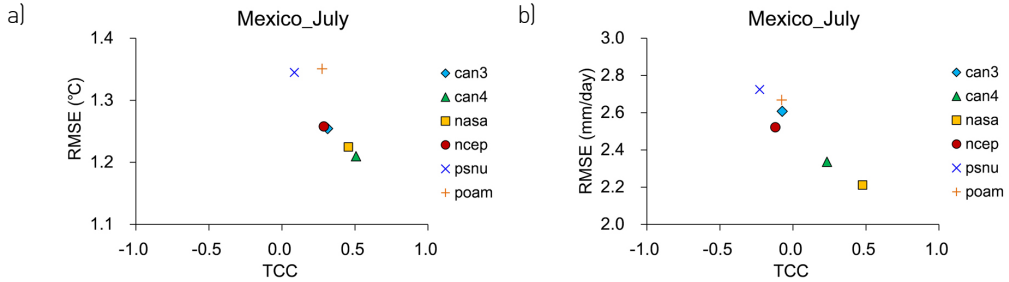 a)
Mexico_July
RMSE (°C)
1.4
1.3
1.2
1.1
-1.0 -0.5 0.0 0.5 1.0
TCC
can3
can4
nasa
ncep
psnu
poam
b)
Mexico_July
RMSE (mm/day)
3.0
2.8
2.6
2.4
2.2
2.0
-1.0 -0.5 0.0 0.5 1.0
TCC
can3
can4
nasa
ncep
psnu
poam